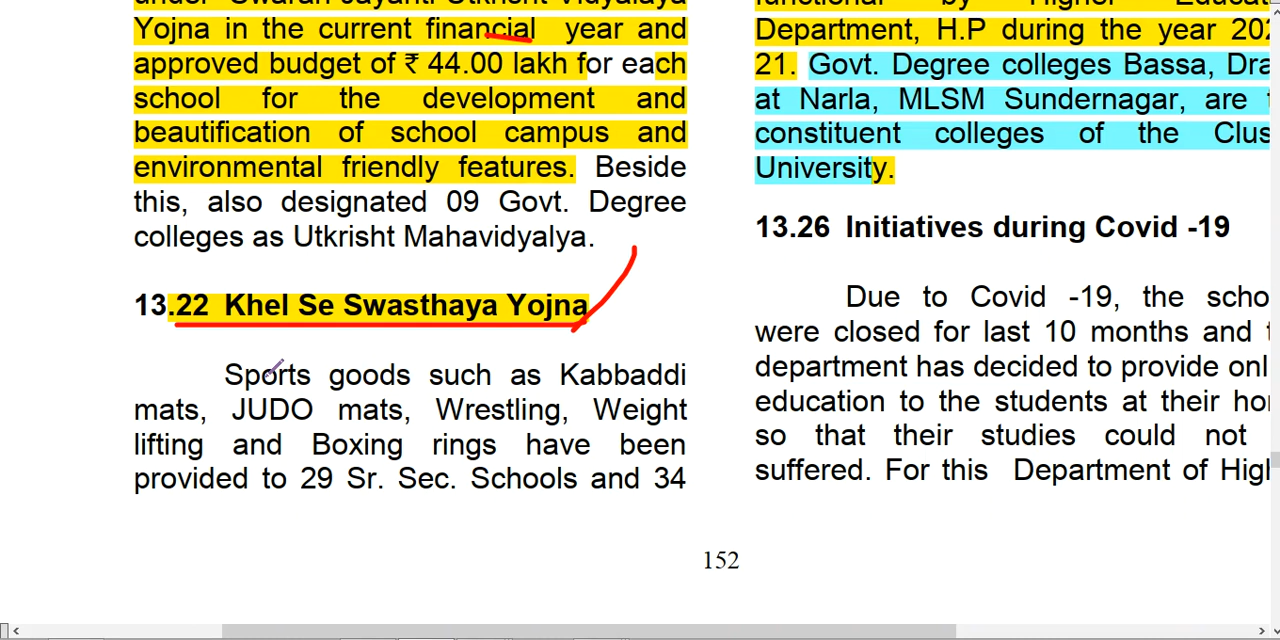 Yojna in the current financial year and
approved budget of ₹ 44.00 lakh for each
school for the development and
beautification of school campus and
environmental friendly features. Beside
this, also designated 09 Govt. Degree
colleges as Utkrisht Mahavidyalya.
13.22 Khel Se Swasthaya Yojna
Sports goods such as Kabbaddi
mats, JUDO mats, Wrestling, Weight
lifting and Boxing rings have been
provided to 29 Sr. Sec. Schools and 34
Department, H.P during the year
21. Govt. Degree colleges Bassa,
at Narla, MLSM Sundernagar, are
constituent colleges of the
University.
13.26 Initiatives during Covid -19
Due to Covid -19, the
were closed for last 10 months and
department has decided to provide
education to the students at their
so that their studies could not
suffered. For this Department of
152